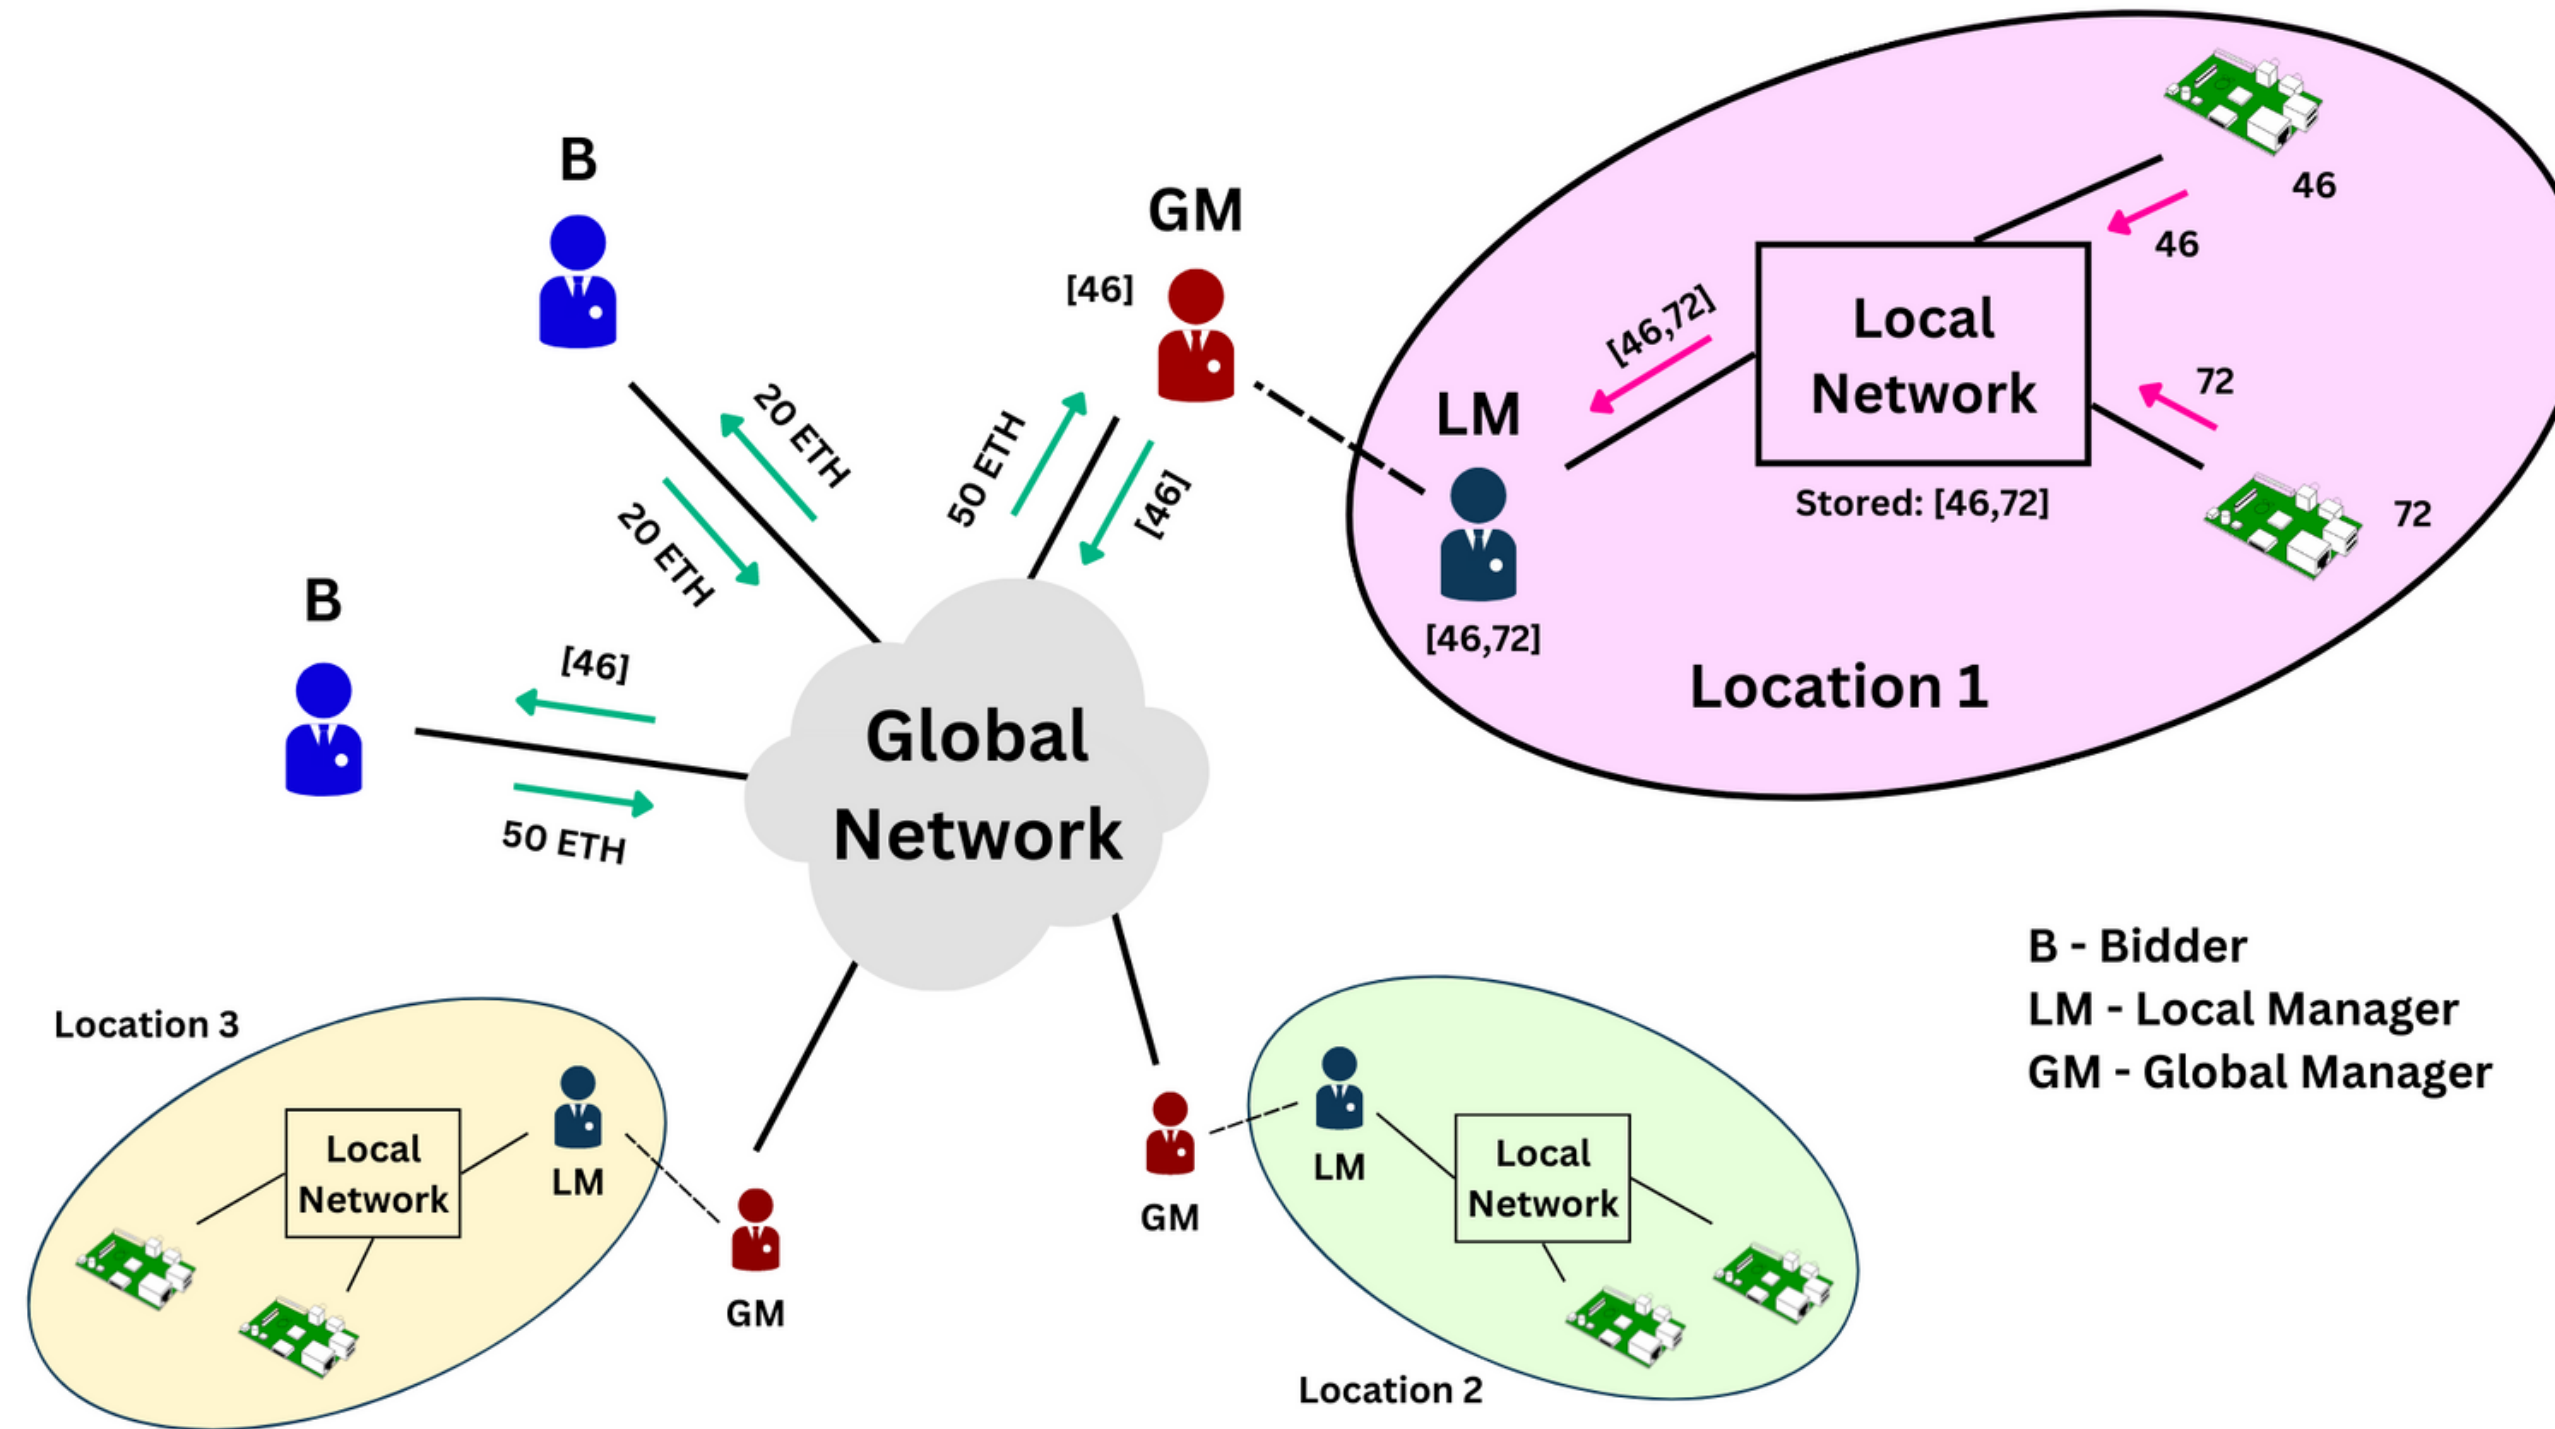 B
GM
[46]
46
46
Local
Network
[46,72]
72
LM
20 ETH
50 ETH
[46]
20 ETH
Stored: [46,72]
72
[46,72]
B
Location 1
[46]
Global
Network
50 ETH
B - Bidder
LM - Local Manager
GM - Global Manager
Location 3
Local
Network
LM
GM
LM
GM
Local
Network
Location 2